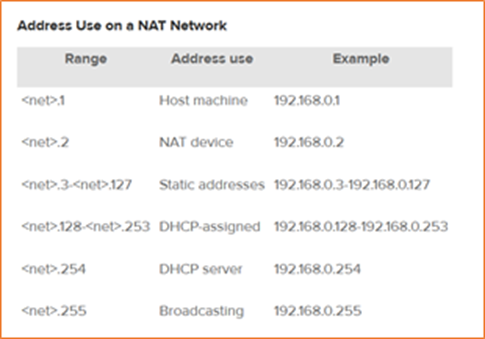 Address Use on a NAT Network
Range Address use Example
<net>.1 Host machine 192.168.0.1
<net>.2 NAT device 192.168.0.2
<net>.3-<net>.127 Static addresses 192.168.0.3-192.168.0.127
<net>.128-<net>.253 DHCP-assigned 192.168.0.128-192.168.0.253
<net>.254 DHCP server 192.168.0.254
<net>.255 Broadcasting 192.168.0.255